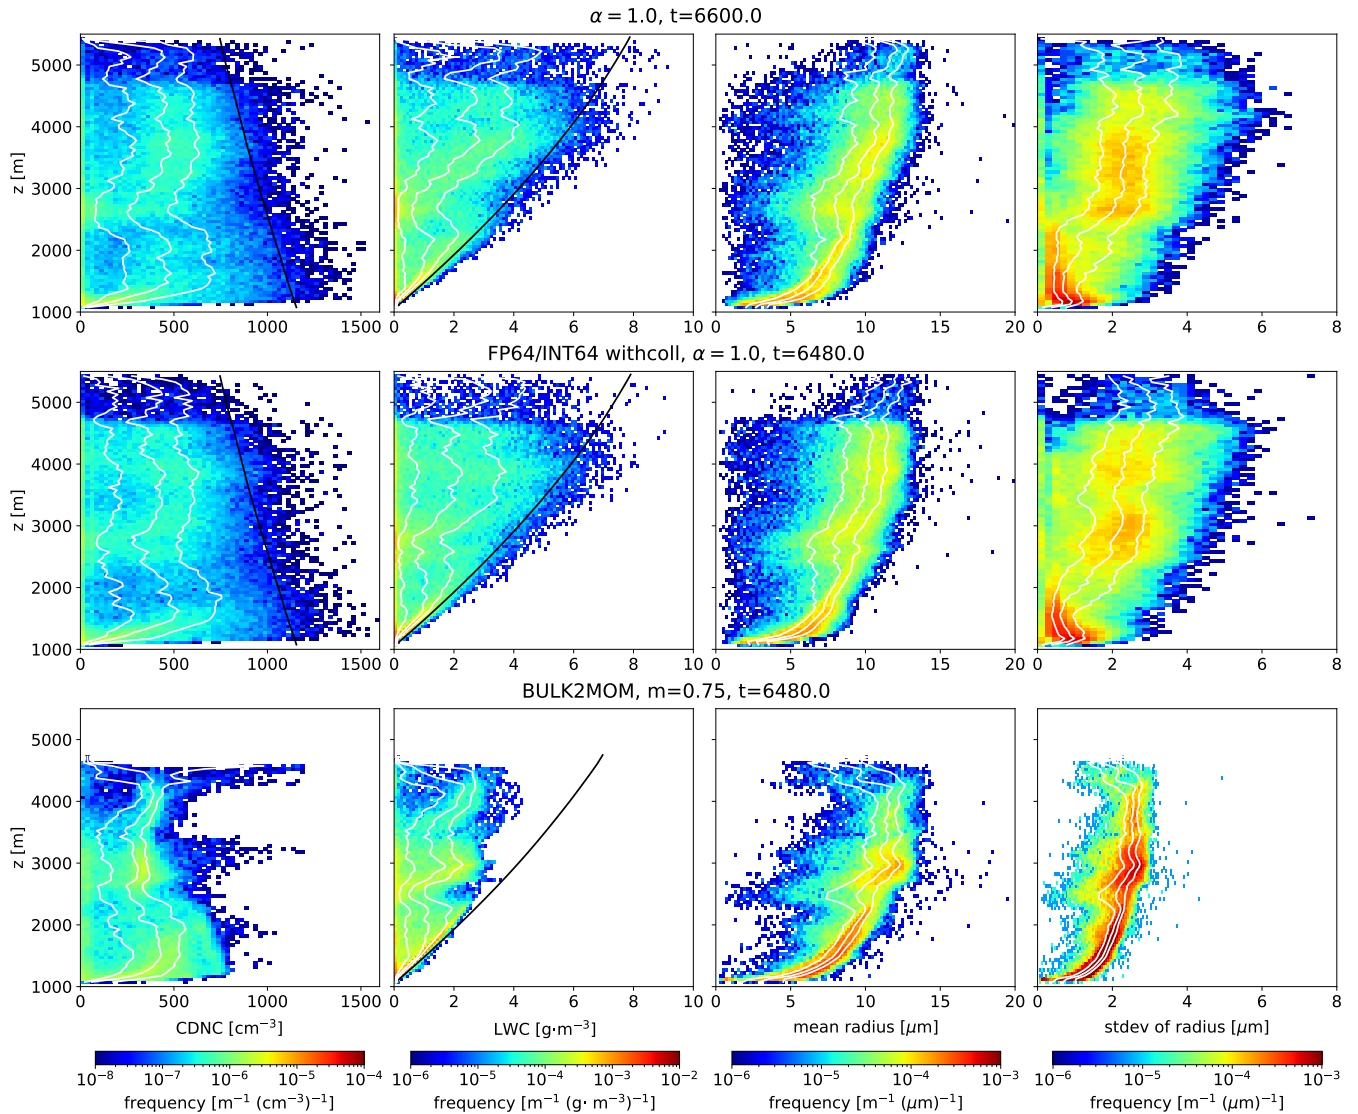 α = 1.0, t=6600.0
z [m]
5000
4000
3000
2000
1000
0 500 1000 1500
0 2 4 6 8 10
0 5 10 15 20
0 2 4 6 8
FP64/INT64 withcoll, α = 1.0, t=6480.0
z [m]
5000
4000
3000
2000
1000
0 500 1000 1500
0 2 4 6 8 10
0 5 10 15 20
0 2 4 6 8
BULK2MOM, m=0.75, t=6480.0
z [m]
5000
4000
3000
2000
1000
0 500 1000 1500
0 2 4 6 8 10
0 5 10 15 20
0 2 4 6 8
CDNC [cm⁻³]
LWC [g·m⁻³]
mean radius [μm]
stdev of radius [μm]
10⁻⁸ 10⁻⁷ 10⁻⁶ 10⁻⁵ 10⁻⁴
10⁻⁶ 10⁻⁵ 10⁻⁴ 10⁻³ 10⁻²
10⁻⁶ 10⁻⁵ 10⁻⁴ 10⁻³
10⁻⁶ 10⁻⁵ 10⁻⁴ 10⁻³
frequency [m⁻¹ (cm⁻³)⁻¹]
frequency [m⁻¹ (g· m⁻³)⁻¹]
frequency [m⁻¹ (μm)⁻¹]
frequency [m⁻¹ (μm)⁻¹]